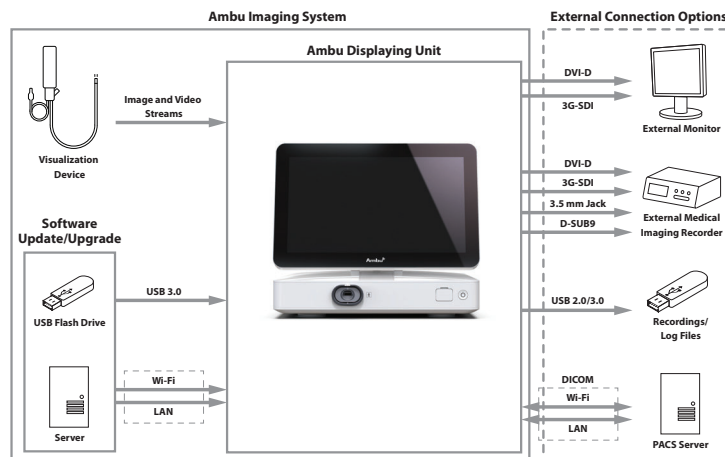 Ambu Imaging System
External Connection Options
Ambu Displaying Unit
Image and Video
Streams
Visualization
Device
Software
Update/Upgrade
USB Flash Drive
USB 3.0
Server
Wi-Fi
LAN
Ambu
DVI-D
3G-SDI
External Monitor
DVI-D
3G-SDI
3.5 mm Jack
D-SUB9
External Medical
Imaging Recorder
USB 2.0/3.0
Recordings/
Log Files
DICOM
Wi-Fi
LAN
PACS Server